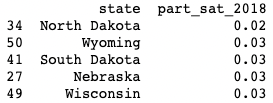 state part_sat_2018
34 North Dakota 0.02
50 Wyoming 0.03
41 South Dakota 0.03
27 Nebraska 0.03
49 Wisconsin 0.03